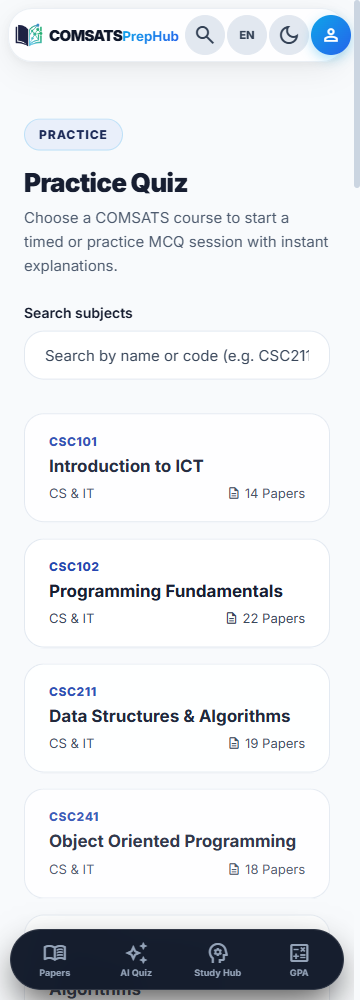 COMSATSPrepHub
EN
PRACTICE
Practice Quiz
Choose a COMSATS course to start a
timed or practice MCQ session with instant
explanations.
Search subjects
Search by name or code (e.g. CSC211
CSC101
Introduction to ICT
CS & IT
14 Papers
CSC102
Programming Fundamentals
CS & IT
22 Papers
CSC211
Data Structures & Algorithms
CS & IT
19 Papers
CSC241
Object Oriented Programming
CS & IT
18 Papers
Papers
AI Quiz
Study Hub
GPA
Algorithms